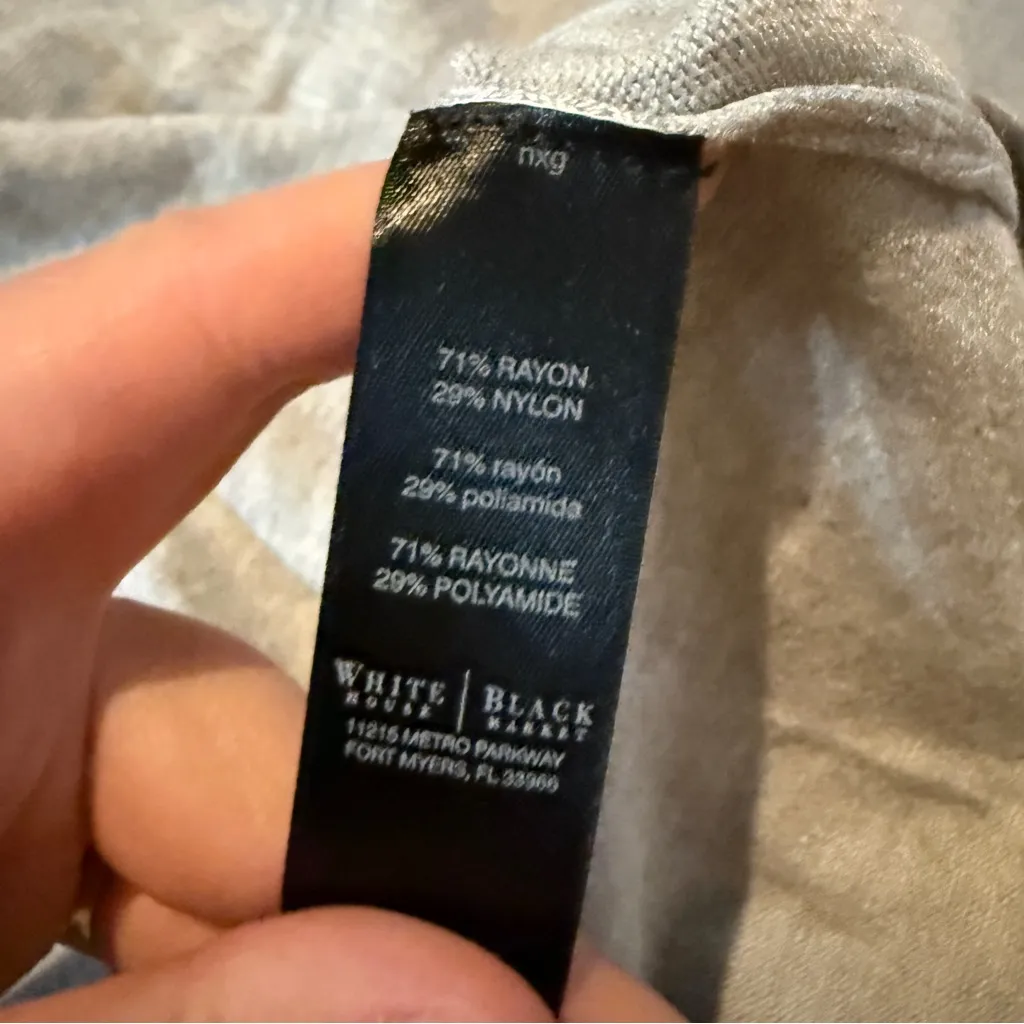 nxg
71% RAYON
29% NYLON
71% rayón
29% poliamida
71% RAYONNE
29% POLYAMIDE
WHITE | BLACK
HOUSE MARKET
11215 METRO PARKWAY
FORT MYERS, FL 33966